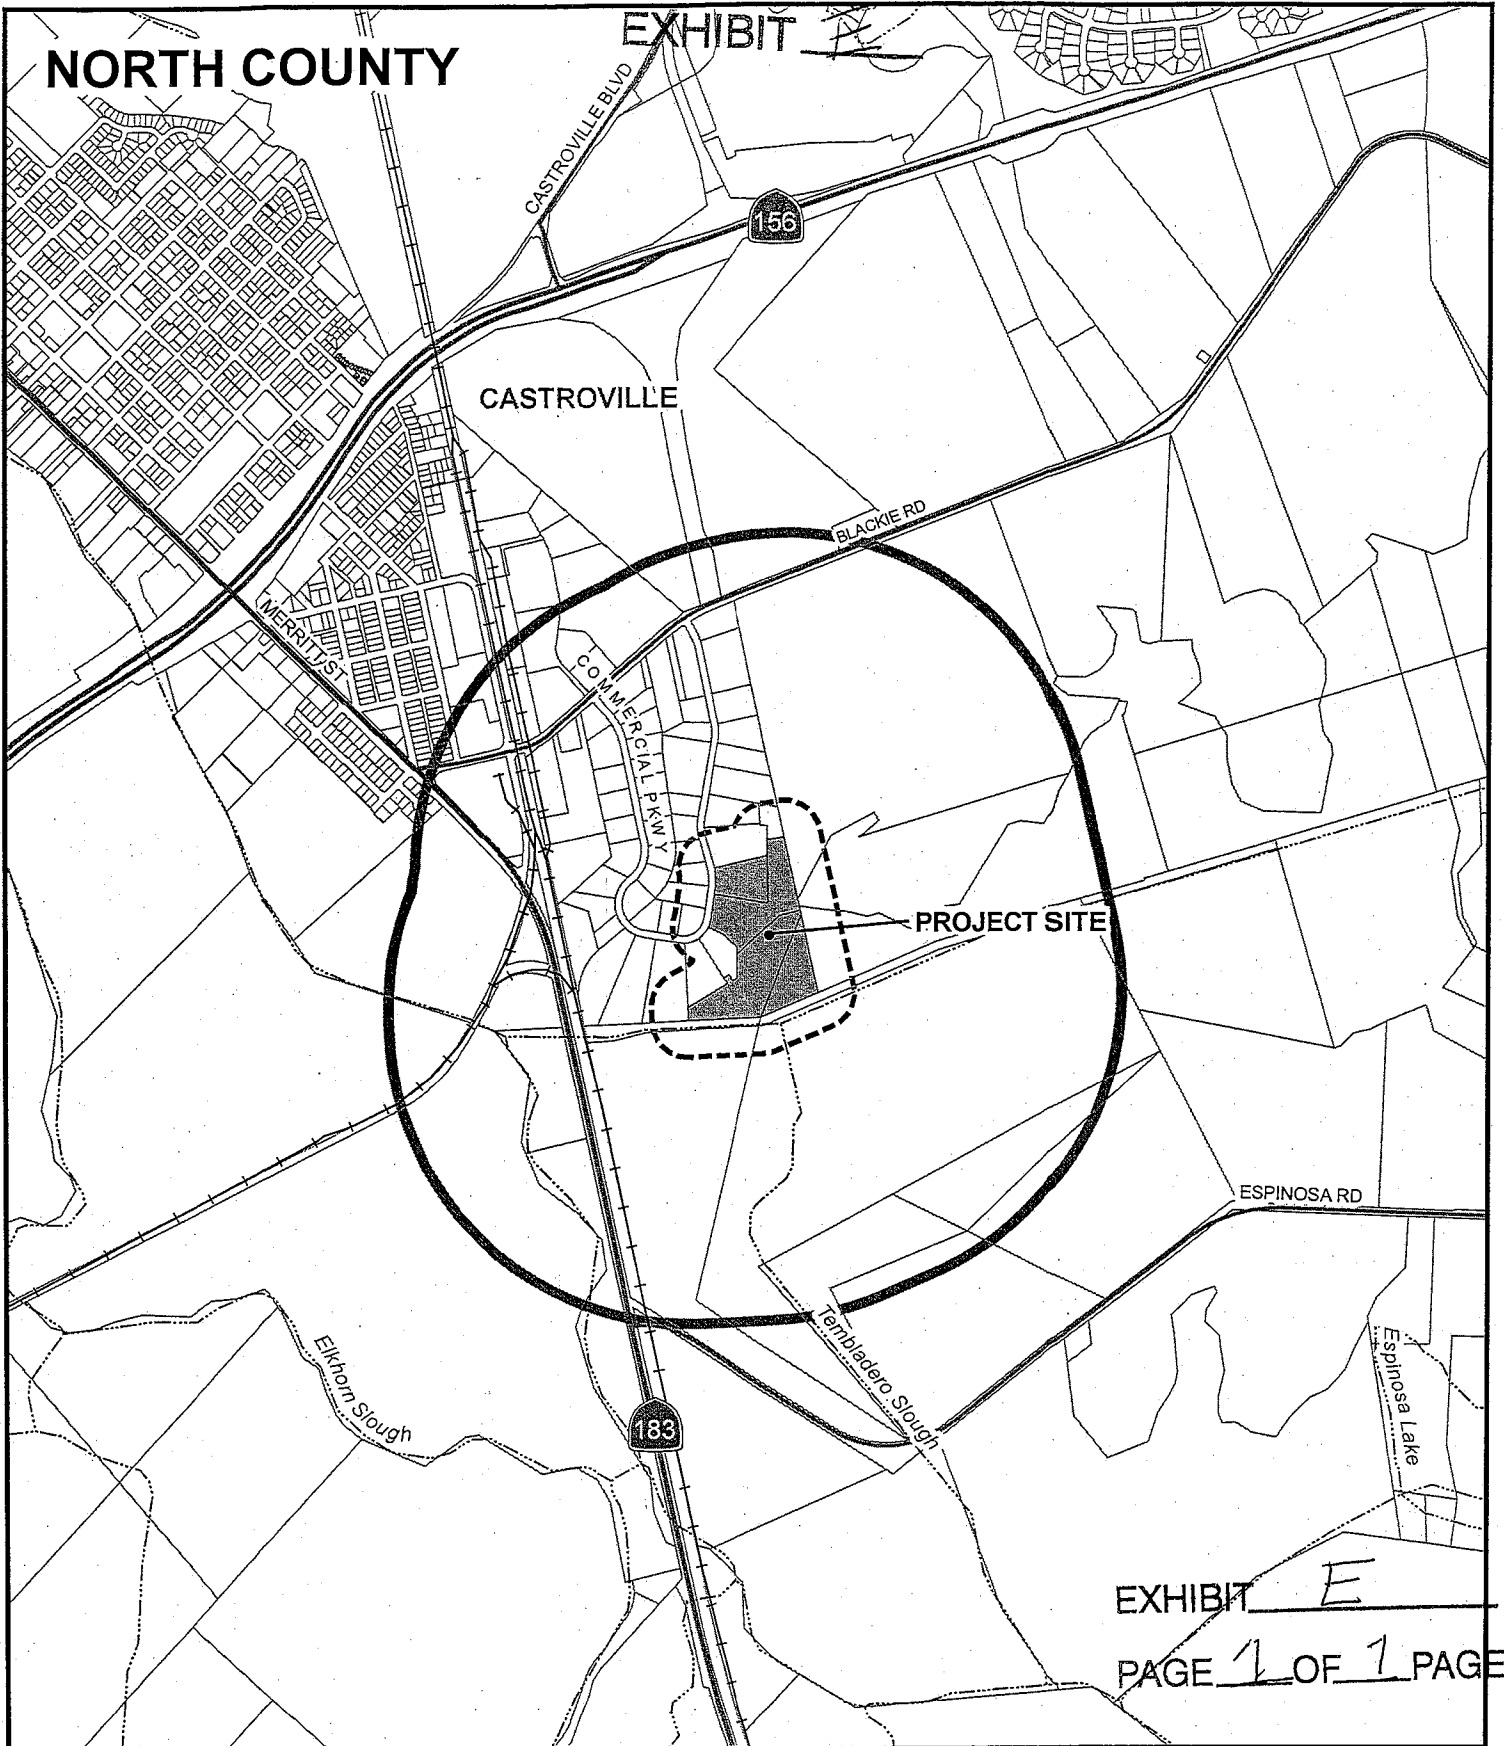 EXHIBIT
NORTH COUNTY
CASTROVILLE BLVD
156
CASTROVILLE
BLACKIE RD
MERRITT ST
COMMERCIAL PKWY
PROJECT SITE
ESPINOSA RD
Elkhorn Slough
Tembladero Slough
Espinosa Lake
183
EXHIBIT E
PAGE 1 OF 1 PAGE